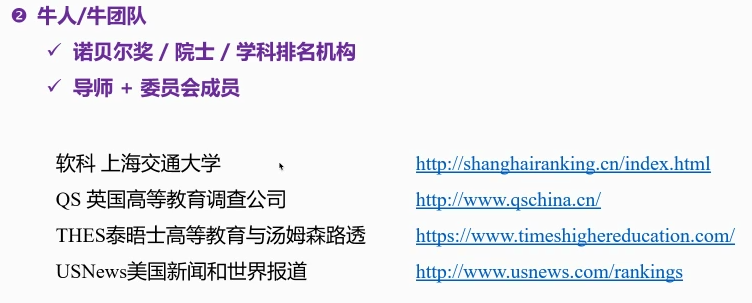 ❷ 牛人/牛团队
✓ 诺贝尔奖 / 院士 / 学科排名机构
✓ 导师 + 委员会成员
软科 上海交通大学 http://shanghairanking.cn/index.html
QS 英国高等教育调查公司 http://www.qschina.cn/
THES泰晤士高等教育与汤姆森路透 https://www.timeshighereducation.com/
USNews美国新闻和世界报道 http://www.usnews.com/rankings